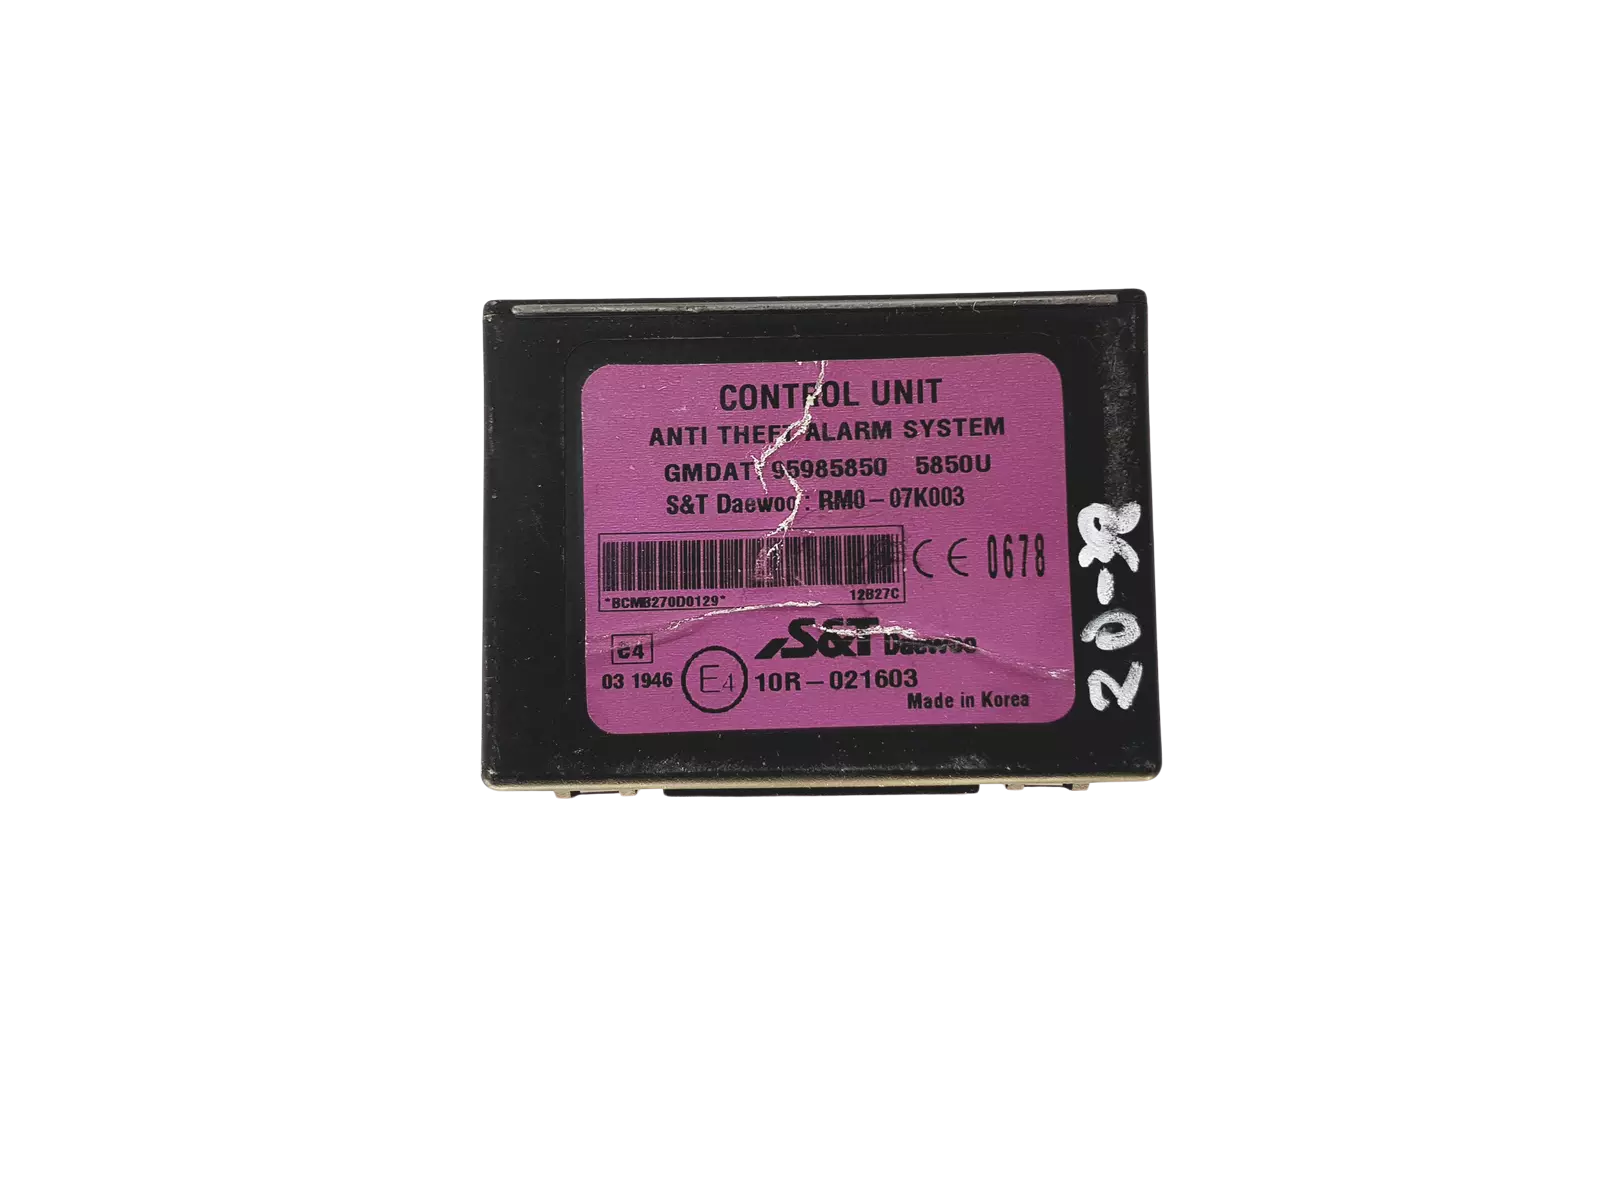 CONTROL UNIT
ANTI THEFT ALARM SYSTEM
GMDAT: 95985850 5850U
S&T Daewoo: RM0-07K003
*BCMB270D0129* 12B27C
CE 0678
e4
03 1946
E4
S&T Daewoo
10R-021603
Made in Korea
20-JR